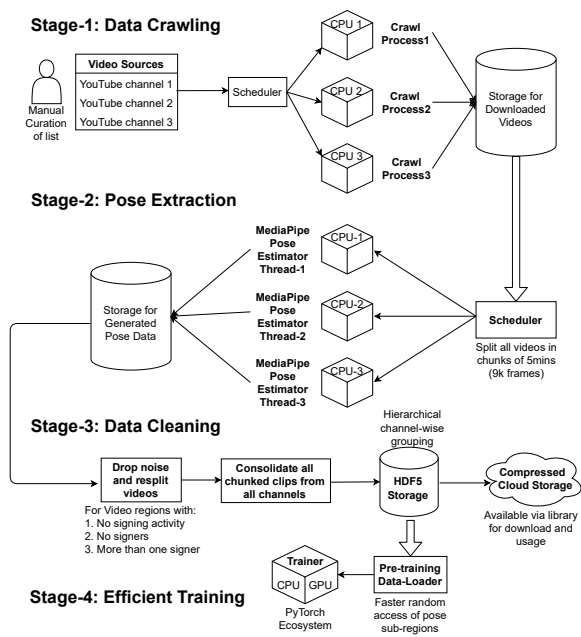 Stage-1: Data Crawling
Video Sources
YouTube channel 1
YouTube channel 2
YouTube channel 3
Manual
Curation
of list
Scheduler
CPU 1
CPU 2
CPU 3
Crawl
Process1
Crawl
Process2
Crawl
Process3
Storage for
Downloaded
Videos
Stage-2: Pose Extraction
Scheduler
Split all videos in
chunks of 5mins
(9k frames)
CPU-1
CPU-2
CPU-3
MediaPipe
Pose
Estimator
Thread-1
MediaPipe
Pose
Estimator
Thread-2
MediaPipe
Pose
Estimator
Thread-3
Storage for
Generated
Pose Data
Stage-3: Data Cleaning
Drop noise
and resplit
videos
For Video regions with:
1. No signing activity
2. No signers
3. More than one signer
Consolidate all
chunked clips from
all channels
Hierarchical
channel-wise
grouping
HDF5
Storage
Compressed
Cloud Storage
Available via library
for download and
usage
Stage-4: Efficient Training
Pre-training
Data-Loader
Faster random
access of pose
sub-regions
Trainer
CPU
GPU
PyTorch
Ecosystem